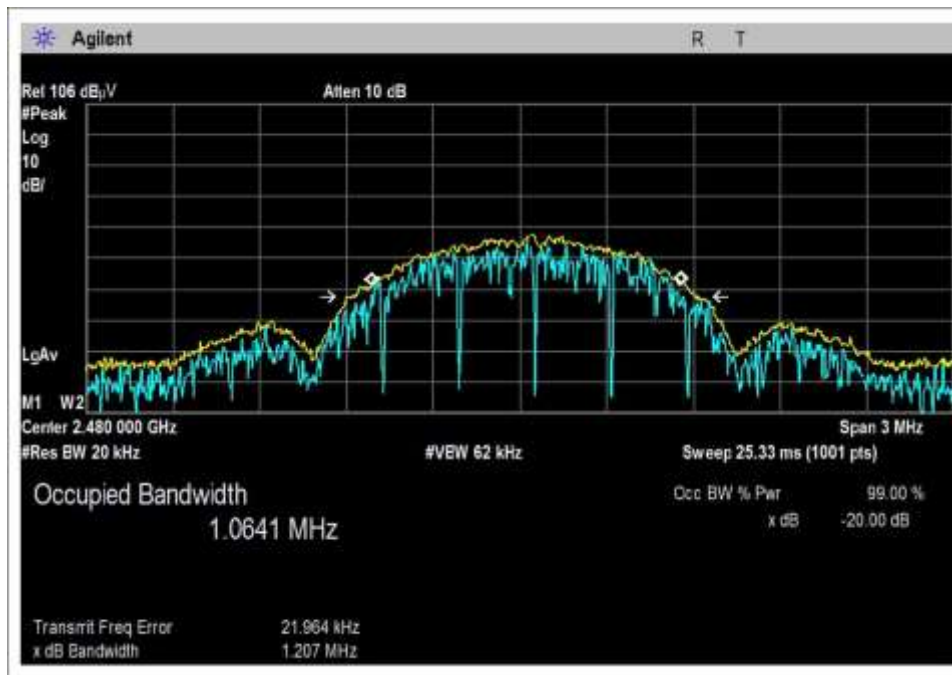 Agilent R T
Ref 106 dBµV Atten 10 dB
#Peak
Log
10
dB/
LgAv
M1 W2
Center 2.480 000 GHz Span 3 MHz
#Res BW 20 kHz #VBW 62 kHz Sweep 25.33 ms (1001 pts)
Occupied Bandwidth Occ BW % Pwr 99.00 %
1.0641 MHz x dB -20.00 dB
Transmit Freq Error 21.964 kHz
x dB Bandwidth 1.207 MHz